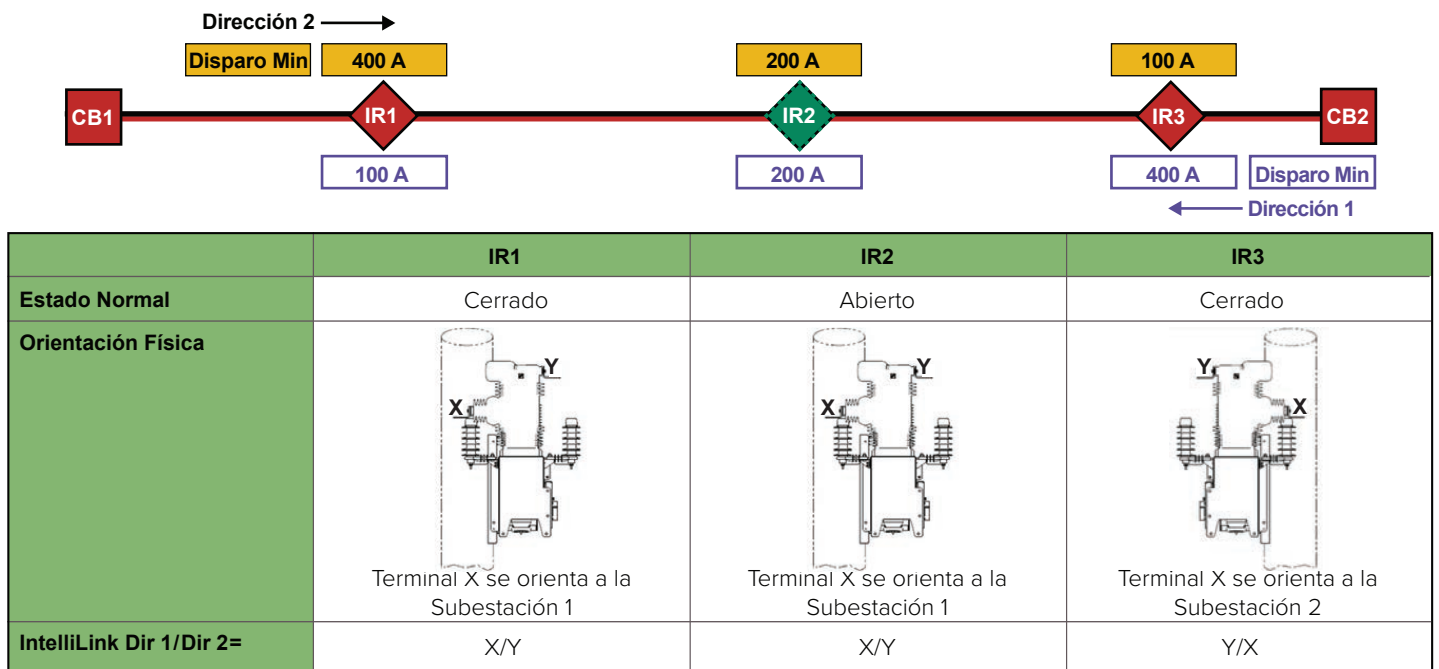 Dirección 2
Disparo Min 400 A 200 A 100 A
CB1 IR1 IR2 IR3 CB2
100 A 200 A 400 A Disparo Min
Dirección 1
IR1 IR2 IR3
Estado Normal Cerrado Abierto Cerrado
Orientación Física
Y Y Y
X X X
Terminal X se orienta a la Terminal X se orienta a la Terminal X se orienta a la
Subestación 1 Subestación 1 Subestación 2
IntelliLink Dir 1/Dir 2= X/Y X/Y Y/X